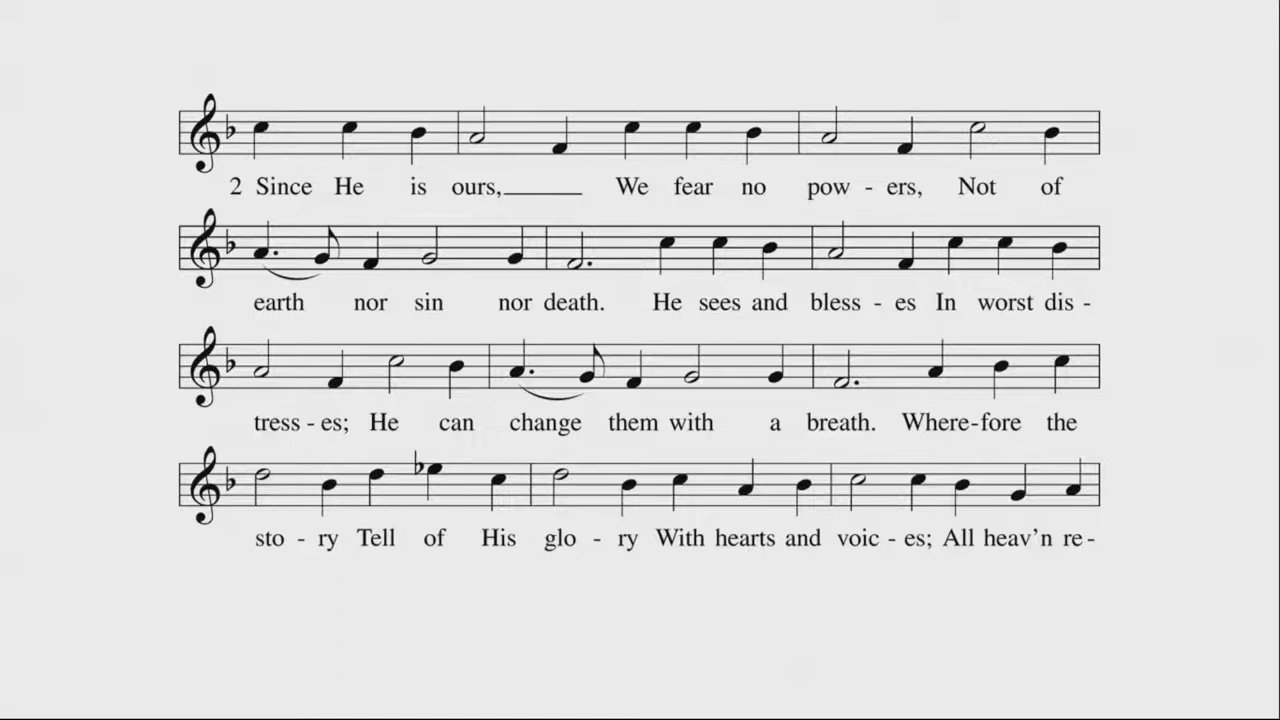 2 Since He is ours, We fear no pow - ers, Not of
earth nor sin nor death. He sees and bless - es In worst dis -
tress - es; He can change them with a breath. Where-fore the
sto - ry Tell of His glo - ry With hearts and voic - es; All heav'n re -